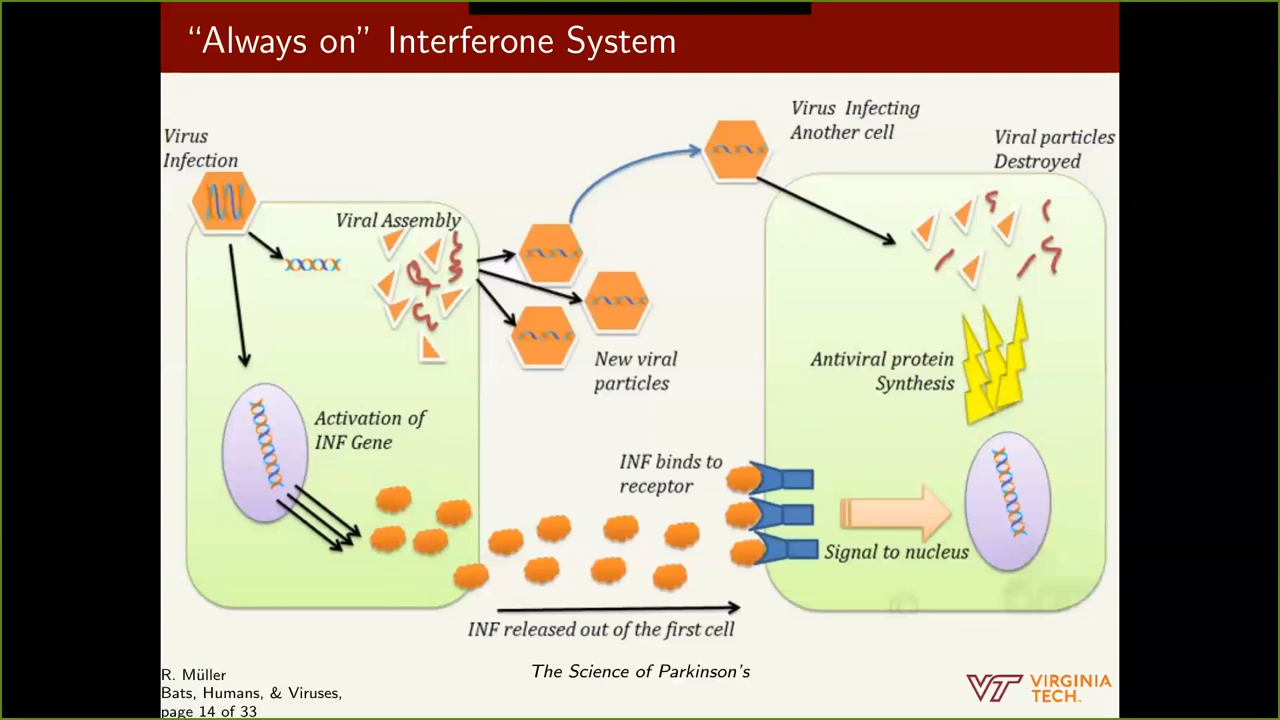 “Always on” Interferone System
Virus
Infection
Virus Infecting
Another cell
Viral particles
Destroyed
Viral Assembly
New viral
particles
Antiviral protein
Synthesis
Activation of
INF Gene
INF binds to
receptor
Signal to nucleus
INF released out of the first cell
The Science of Parkinson's
R. Müller
Bats, Humans, & Viruses,
page 14 of 33
VT VIRGINIA
TECH